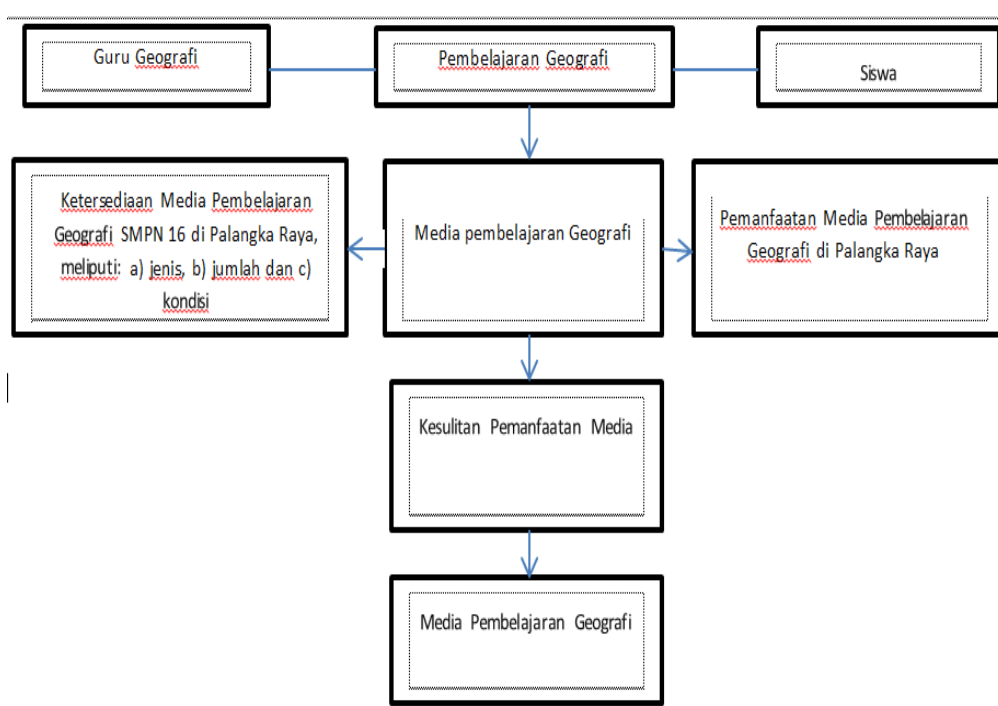 Guru Geografi
Pembelajaran Geografi
Siswa
Ketersediaan Media Pembelajaran
Geografi SMPN 16 di Palangka Raya,
meliputi: a) jenis, b) jumlah dan c)
kondisi
Media pembelajaran Geografi
Pemanfaatan Media Pembelajaran
Geografi di Palangka Raya
Kesulitan Pemanfaatan Media
Media Pembelajaran Geografi